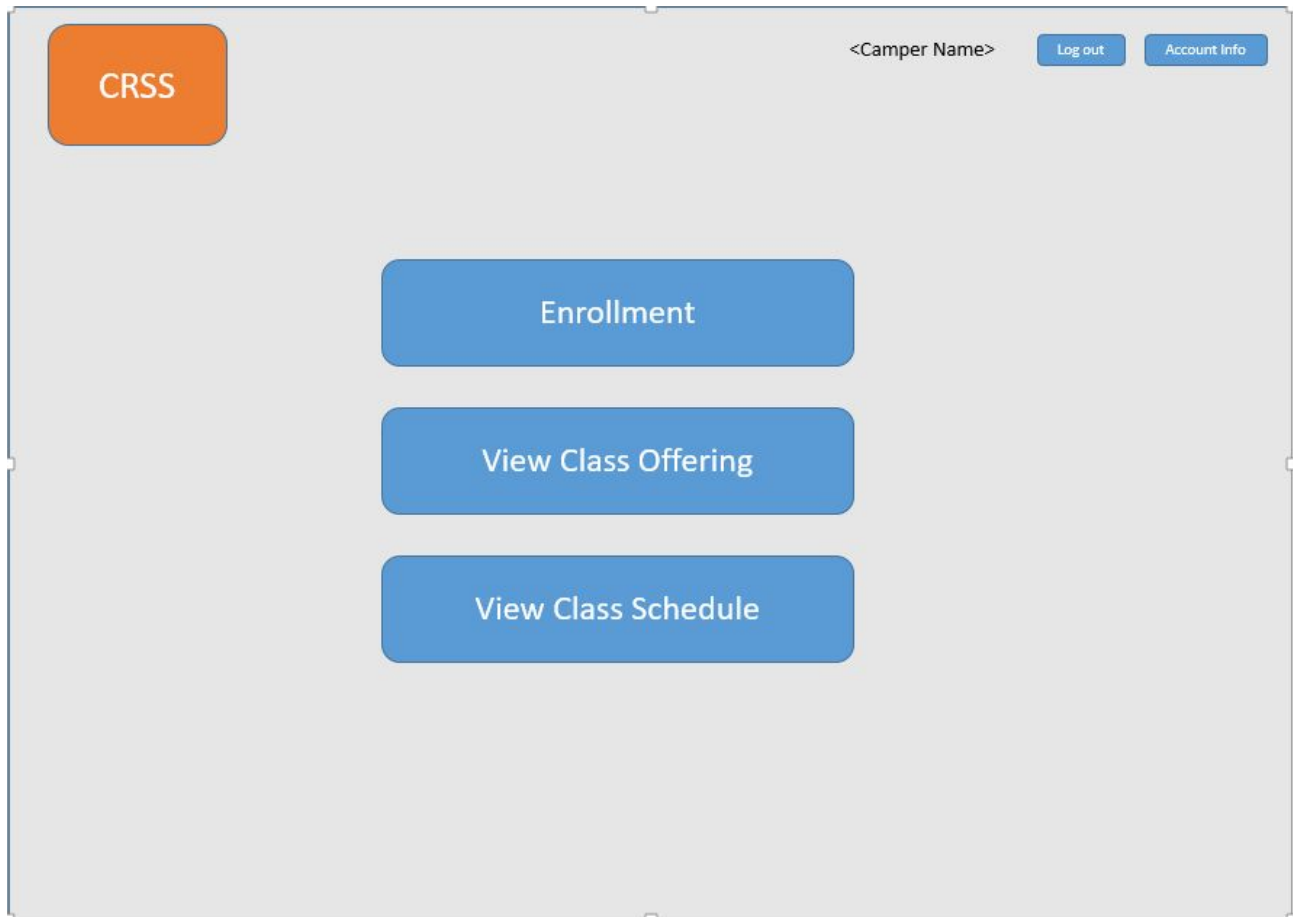 CRSS
<Camper Name>
Log out
Account Info
Enrollment
View Class Offering
View Class Schedule